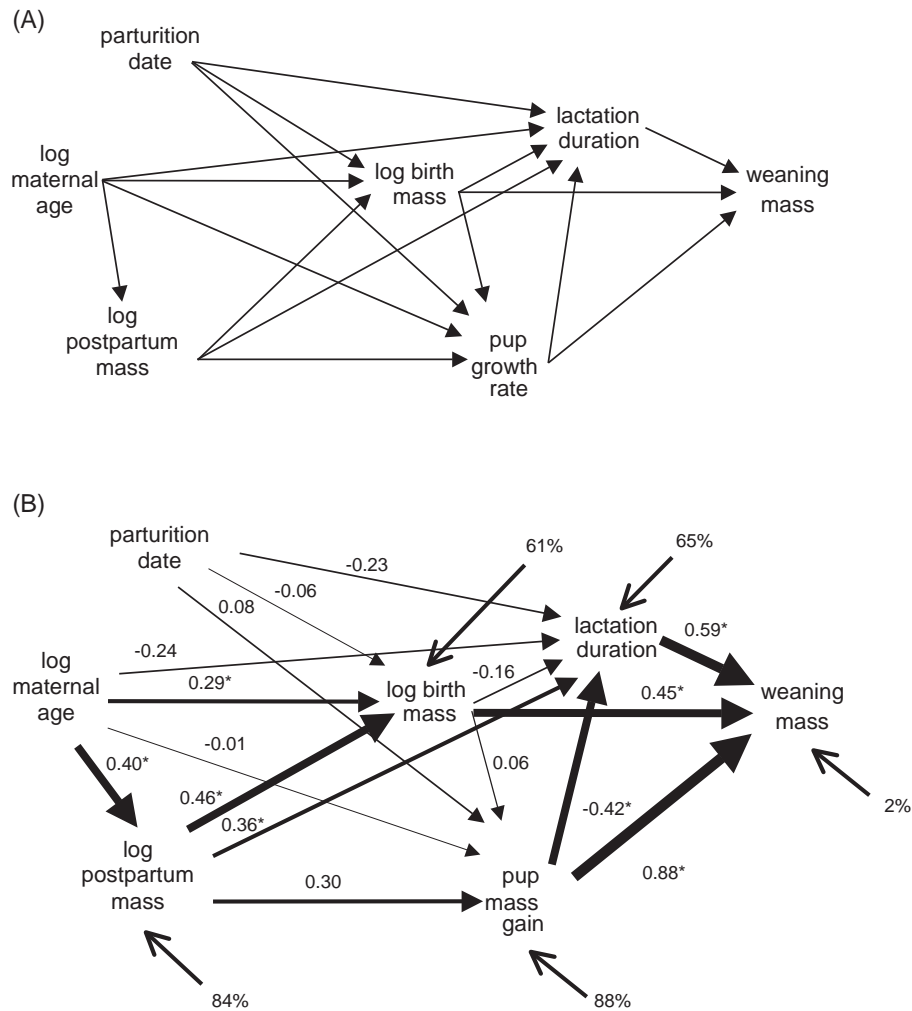 (A)
parturition
date
lactation
duration
log
maternal
age
log birth
mass
weaning
mass
log
postpartum
mass
pup
growth
rate
(B)
parturition
date
61%
65%
-0.23
-0.06
0.08
lactation
duration
0.59*
-0.24
log
maternal
age
0.29*
log birth
mass
-0.16
0.45*
weaning
mass
-0.01
0.40*
0.06
0.46*
0.36*
-0.42*
2%
log
postpartum
mass
0.30
pup
mass
gain
0.88*
84%
88%